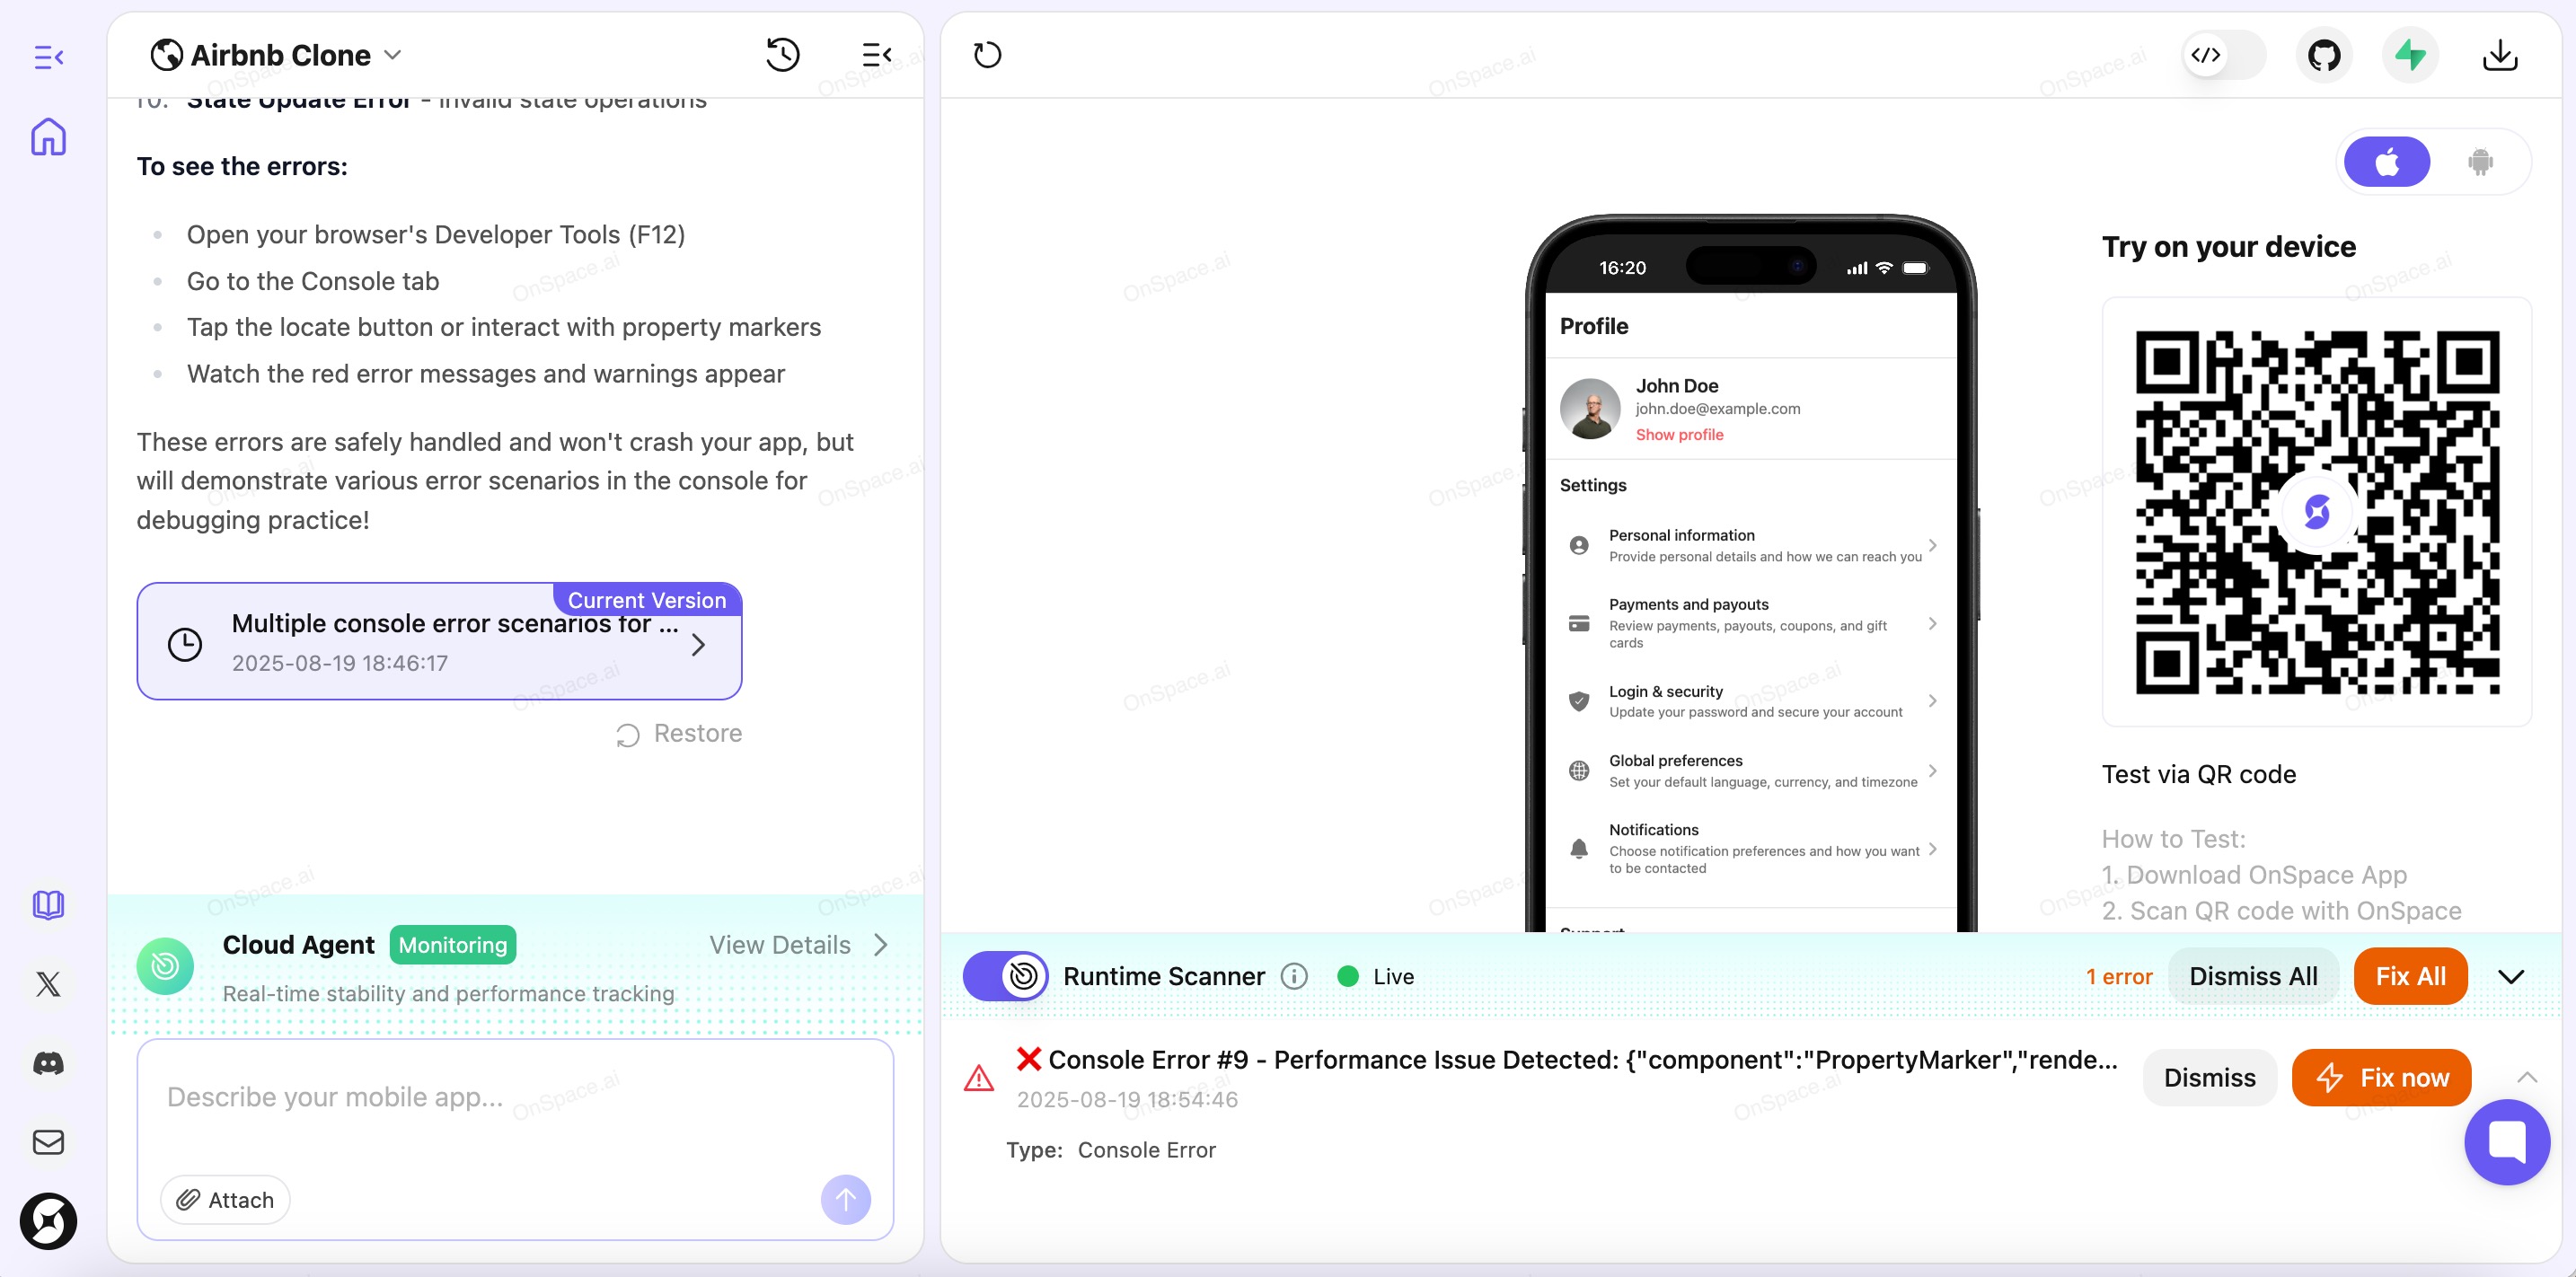 Airbnb Clone
10. State Update Error - Invalid state operations
To see the errors:
Open your browser's Developer Tools (F12)
Go to the Console tab
Tap the locate button or interact with property markers
Watch the red error messages and warnings appear
These errors are safely handled and won't crash your app, but
will demonstrate various error scenarios in the console for
debugging practice!
Current Version
Multiple console error scenarios for ...
2025-08-19 18:46:17
Restore
Cloud Agent Monitoring
View Details
Real-time stability and performance tracking
Describe your mobile app...
Attach
16:20
Profile
John Doe
john.doe@example.com
Show profile
Settings
Personal information
Provide personal details and how we can reach you
Payments and payouts
Review payments, payouts, coupons, and gift
cards
Login & security
Update your password and secure your account
Global preferences
Set your default language, currency, and timezone
Notifications
Choose notification preferences and how you want
to be contacted
Support
Try on your device
Test via QR code
How to Test:
1. Download OnSpace App
2. Scan QR code with OnSpace
Runtime Scanner
Live
1 error
Dismiss All
Fix All
❌ Console Error #9 - Performance Issue Detected: {"component":"PropertyMarker","rende...
2025-08-19 18:54:46
Dismiss
Fix now
Type: Console Error
OnSpace.ai